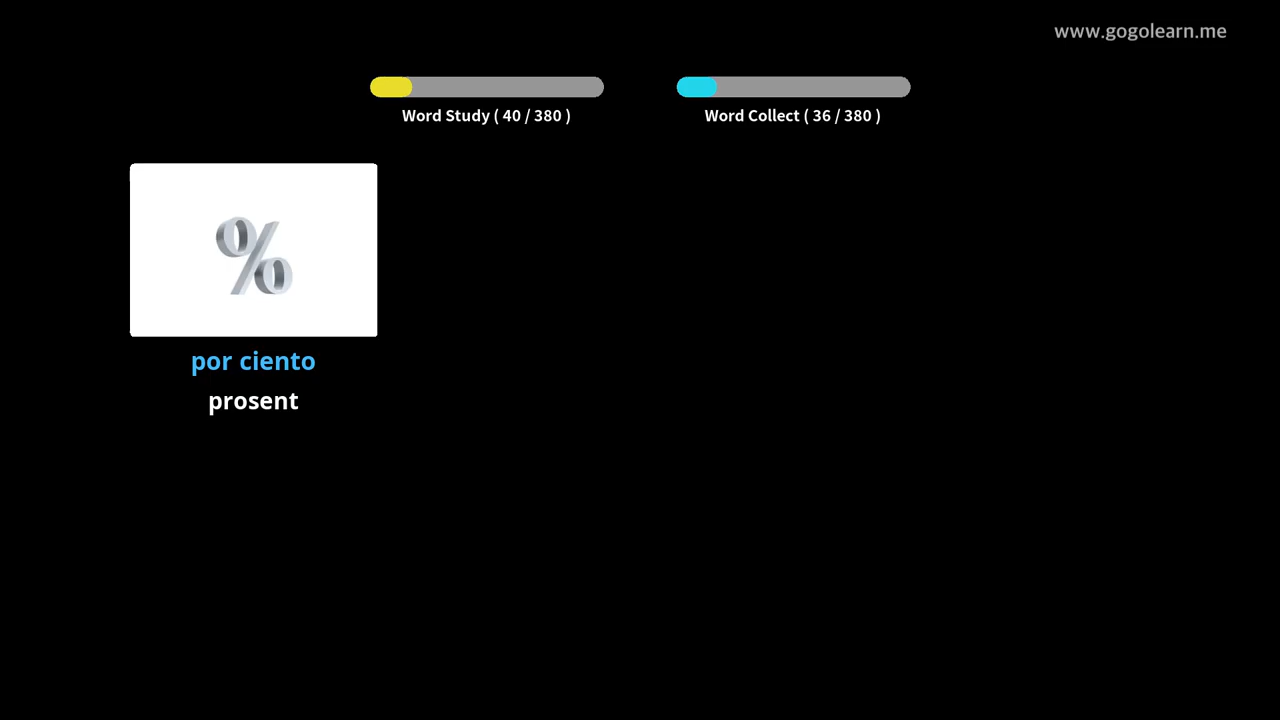 www.gogolearn.me
Word Study ( 40 / 380 )
Word Collect ( 36 / 380 )
%
por ciento
prosent